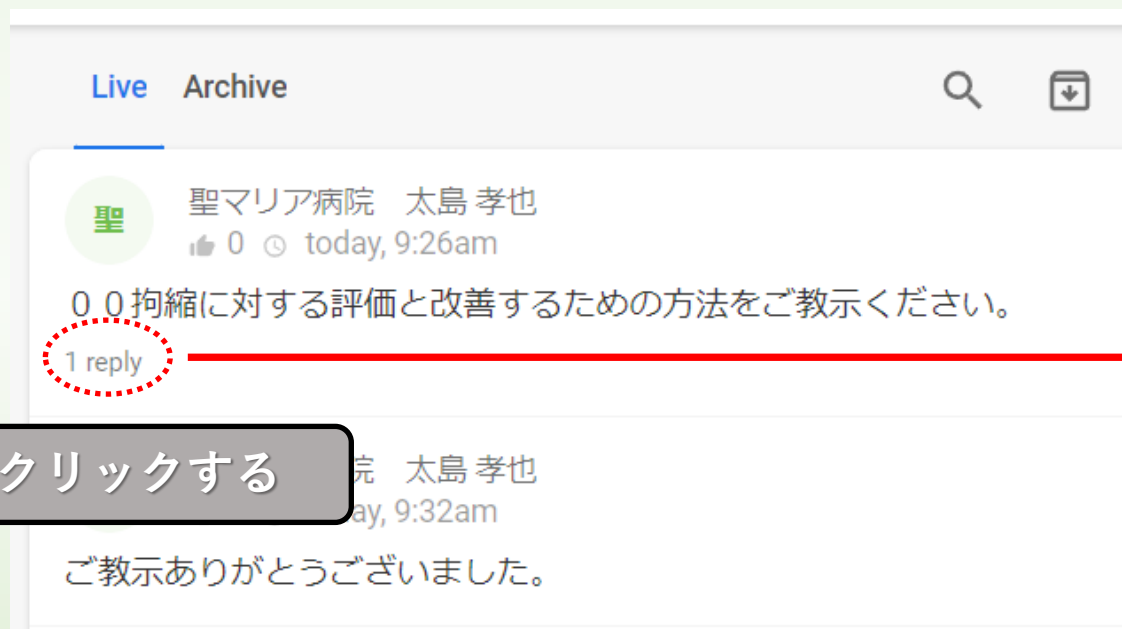 Live Archive
聖
聖マリア病院　太島 孝也
0 today, 9:26am
００拘縮に対する評価と改善するための方法をご教示ください。
1 reply
クリックする
院　太島 孝也
ay, 9:32am
ご教示ありがとうございました。